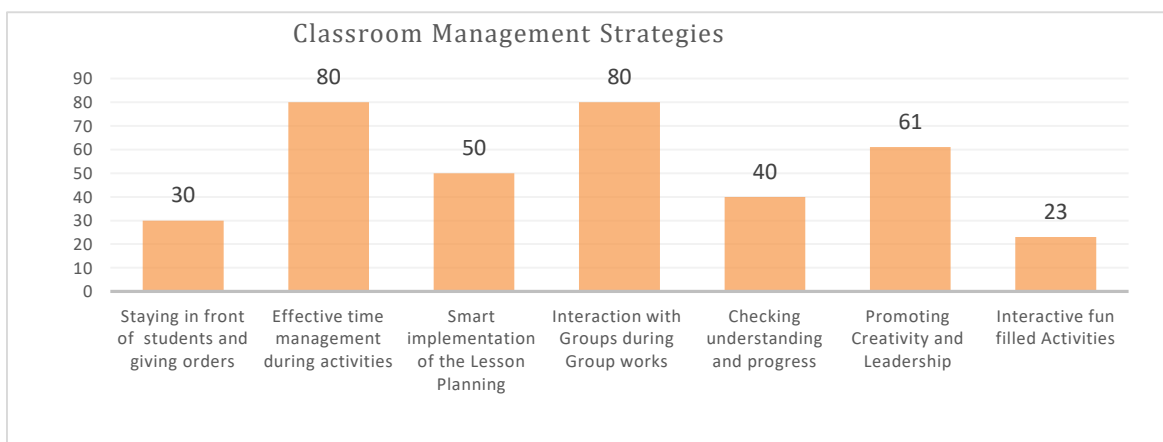 Classroom Management Strategies
90
80
70
60
50
40
30
20
10
0
30
80
50
80
40
61
23
Staying in front
of students and
giving orders
Effective time
management
during activities
Smart
implementation
of the Lesson
Planning
Interaction with
Groups during
Group works
Checking
understanding
and progress
Promoting
Creativity and
Leadership
Interactive fun
filled Activities